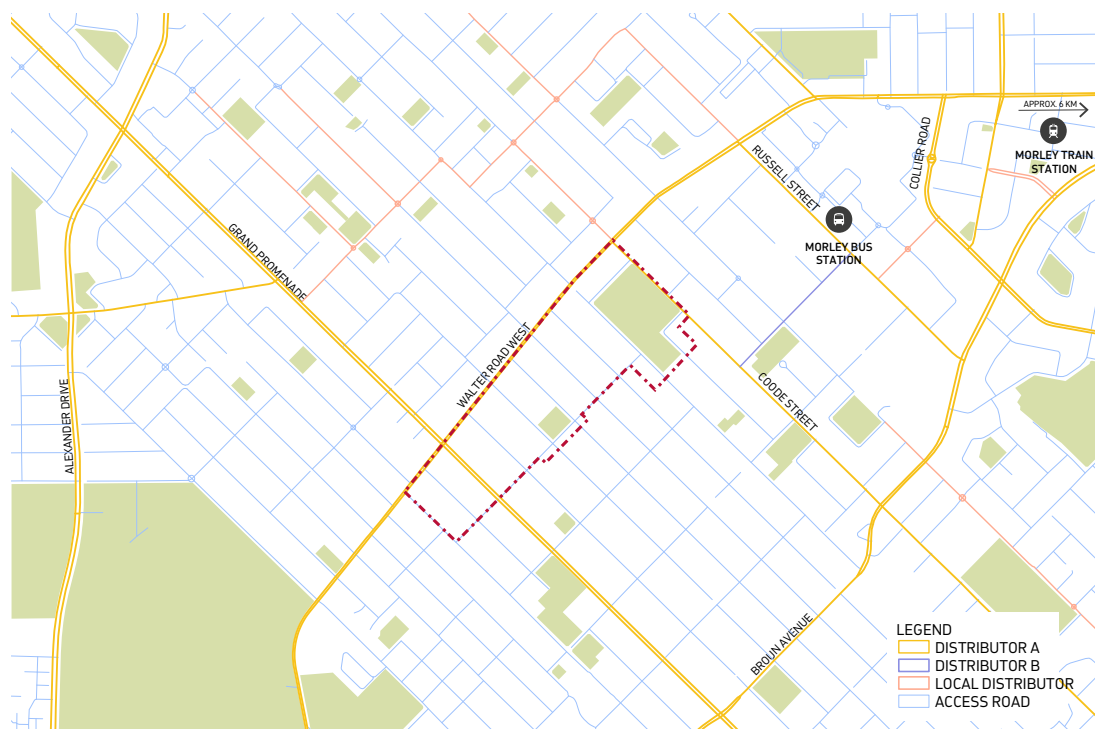 APPROX. 6 KM
MORLEY TRAIN
STATION
COLLIER ROAD
RUSSELL STREET
MORLEY BUS
STATION
GRAND PROMENADE
WALTER ROAD WEST
COODE STREET
ALEXANDER DRIVE
BROUN AVENUE
LEGEND
DISTRIBUTOR A
DISTRIBUTOR B
LOCAL DISTRIBUTOR
ACCESS ROAD